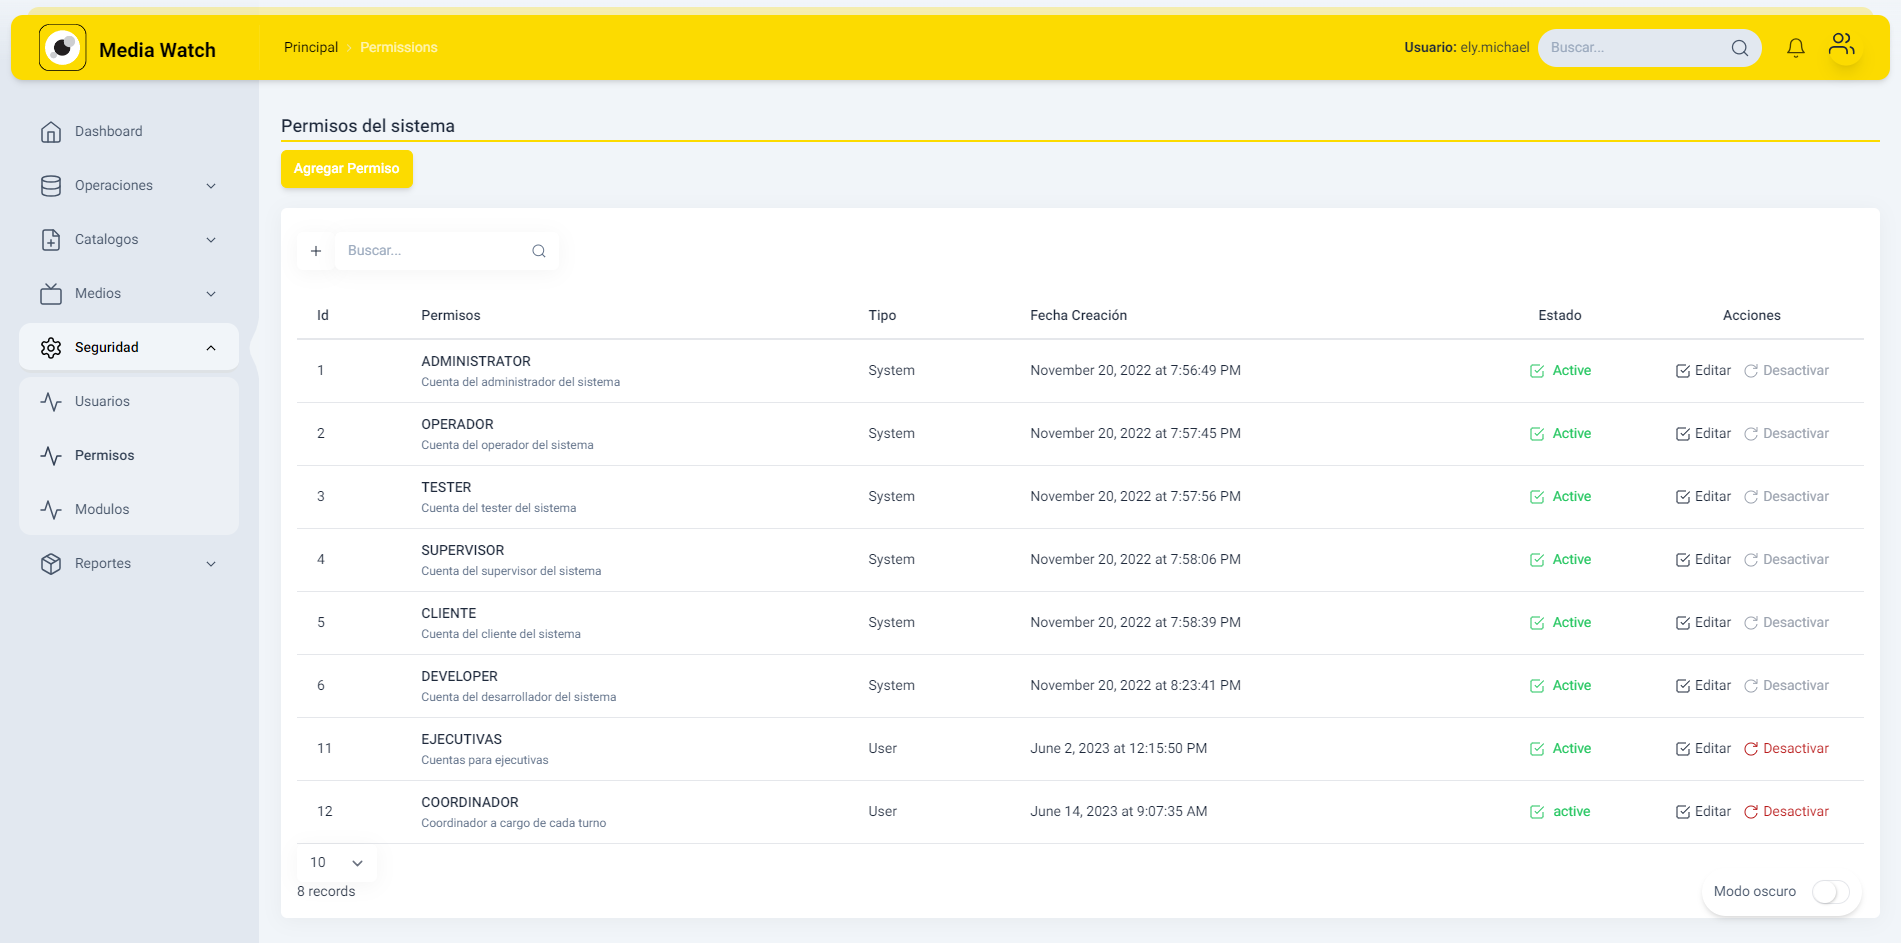 Media Watch
Principal › Permissions
Usuario: ely.michael
Buscar...
Dashboard
Operaciones
Catalogos
Medios
Seguridad
Usuarios
Permisos
Modulos
Reportes
Permisos del sistema
Agregar Permiso
+ Buscar...
Id Permisos Tipo Fecha Creación Estado Acciones
1 ADMINISTRATOR System November 20, 2022 at 7:56:49 PM Active Editar Desactivar
Cuenta del administrador del sistema
2 OPERADOR System November 20, 2022 at 7:57:45 PM Active Editar Desactivar
Cuenta del operador del sistema
3 TESTER System November 20, 2022 at 7:57:56 PM Active Editar Desactivar
Cuenta del tester del sistema
4 SUPERVISOR System November 20, 2022 at 7:58:06 PM Active Editar Desactivar
Cuenta del supervisor del sistema
5 CLIENTE System November 20, 2022 at 7:58:39 PM Active Editar Desactivar
Cuenta del cliente del sistema
6 DEVELOPER System November 20, 2022 at 8:23:41 PM Active Editar Desactivar
Cuenta del desarrollador del sistema
11 EJECUTIVAS User June 2, 2023 at 12:15:50 PM Active Editar Desactivar
Cuentas para ejecutivas
12 COORDINADOR User June 14, 2023 at 9:07:35 AM active Editar Desactivar
Coordinador a cargo de cada turno
10
8 records
Modo oscuro